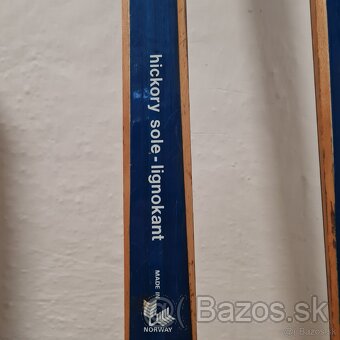 hickory sole - lignokant
MADE IN
NORWAY
Bazos.sk